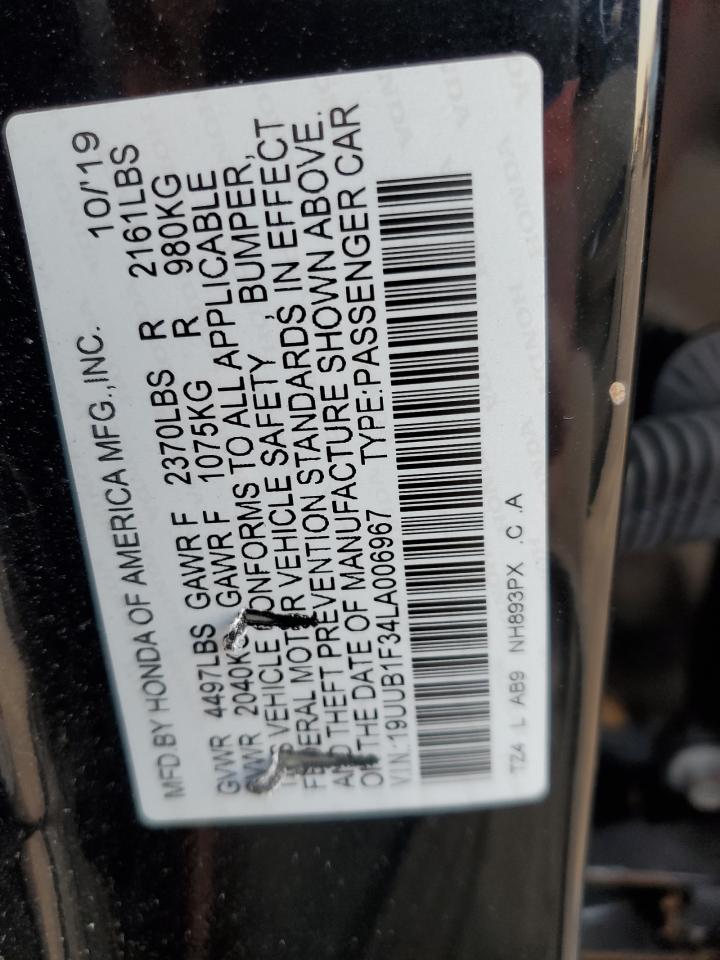 MFD.BY HONDA OF AMERICA MFG.,INC. 10/'19
GVWR 4497LBS GAWR F 2370LBS R 2161LBS
GVWR 2040KG GAWR F 1075KG R 980KG
VEHICLE CONFORMS TO ALL APPLICABLE
FEDERAL MOTOR VEHICLE SAFETY , BUMPER,
AND THEFT PREVENTION STANDARDS IN EFFECT
ON THE DATE OF MANUFACTURE SHOWN ABOVE.
V.I.N.:19UUB1F34LA006967 TYPE:PASSENGER CAR
TZ4 L AB9 NH893PX .C .A